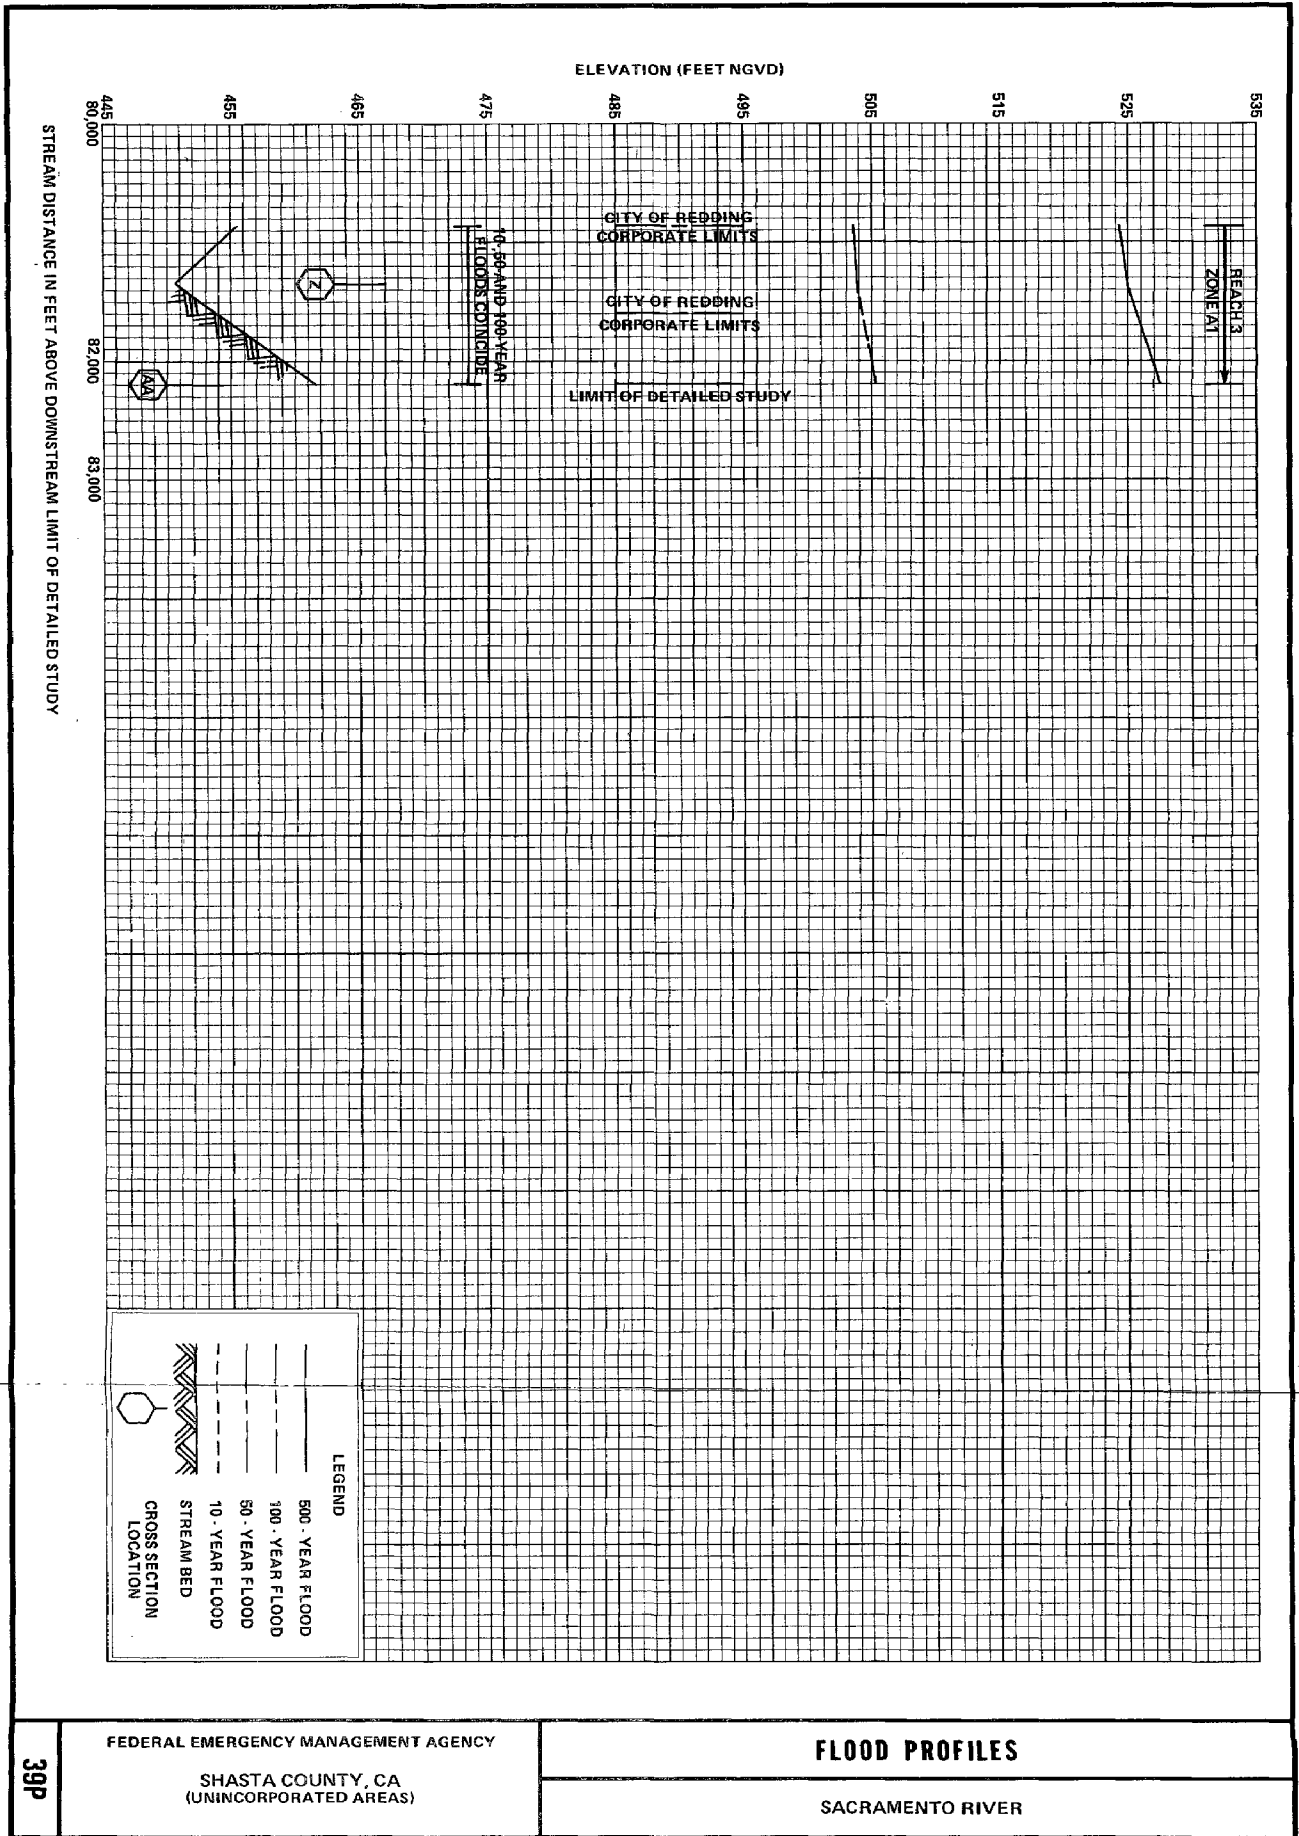 ELEVATION (FEET NGVD)
445
455
465
475
485
495
505
515
525
535
80,000
82,000
83,000
STREAM DISTANCE IN FEET ABOVE DOWNSTREAM LIMIT OF DETAILED STUDY
CITY OF REDDING
CORPORATE LIMITS
CITY OF REDDING
CORPORATE LIMITS
LIMIT OF DETAILED STUDY
10-, 50-AND 100-YEAR
FLOODS COINCIDE
REACH 3
ZONE A1
Z
AA
LEGEND
500 - YEAR FLOOD
100 - YEAR FLOOD
50 - YEAR FLOOD
10 - YEAR FLOOD
STREAM BED
CROSS SECTION
LOCATION
39P
FEDERAL EMERGENCY MANAGEMENT AGENCY
SHASTA COUNTY, CA
(UNINCORPORATED AREAS)
FLOOD PROFILES
SACRAMENTO RIVER